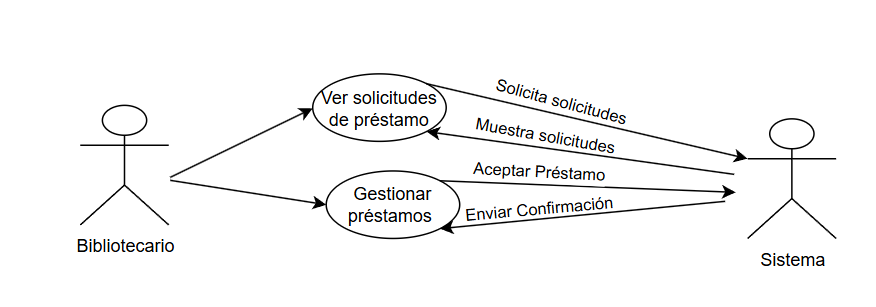 Solicita solicitudes
Ver solicitudes
de préstamo
Muestra solicitudes
Aceptar Préstamo
Gestionar
préstamos
Enviar Confirmación
Bibliotecario
Sistema